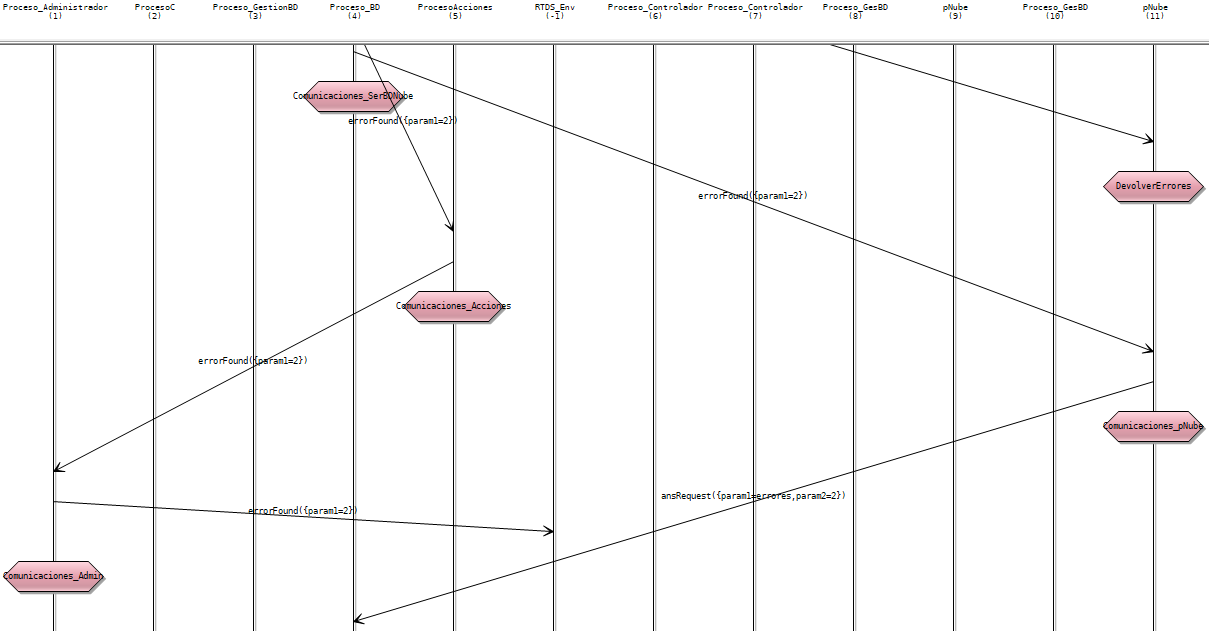 Proceso_Administrador ProcesoC Proceso_GestionBD Proceso_BD ProcesoAcciones RTDS_Env Proceso_Controlador Proceso_Controlador Proceso_GesBD pNube Proceso_GesBD pNube
(1) (2) (3) (4) (5) (-1) (6) (7) (8) (9) (10) (11)
Comunicaciones_SerBDNube
errorFound({param1=2})
DevolverErrores
errorFound({param1=2})
Comunicaciones_Acciones
errorFound({param1=2})
Comunicaciones_pNube
ansRequest({param1=errores,param2=2})
errorFound({param1=2})
Comunicaciones_Admin